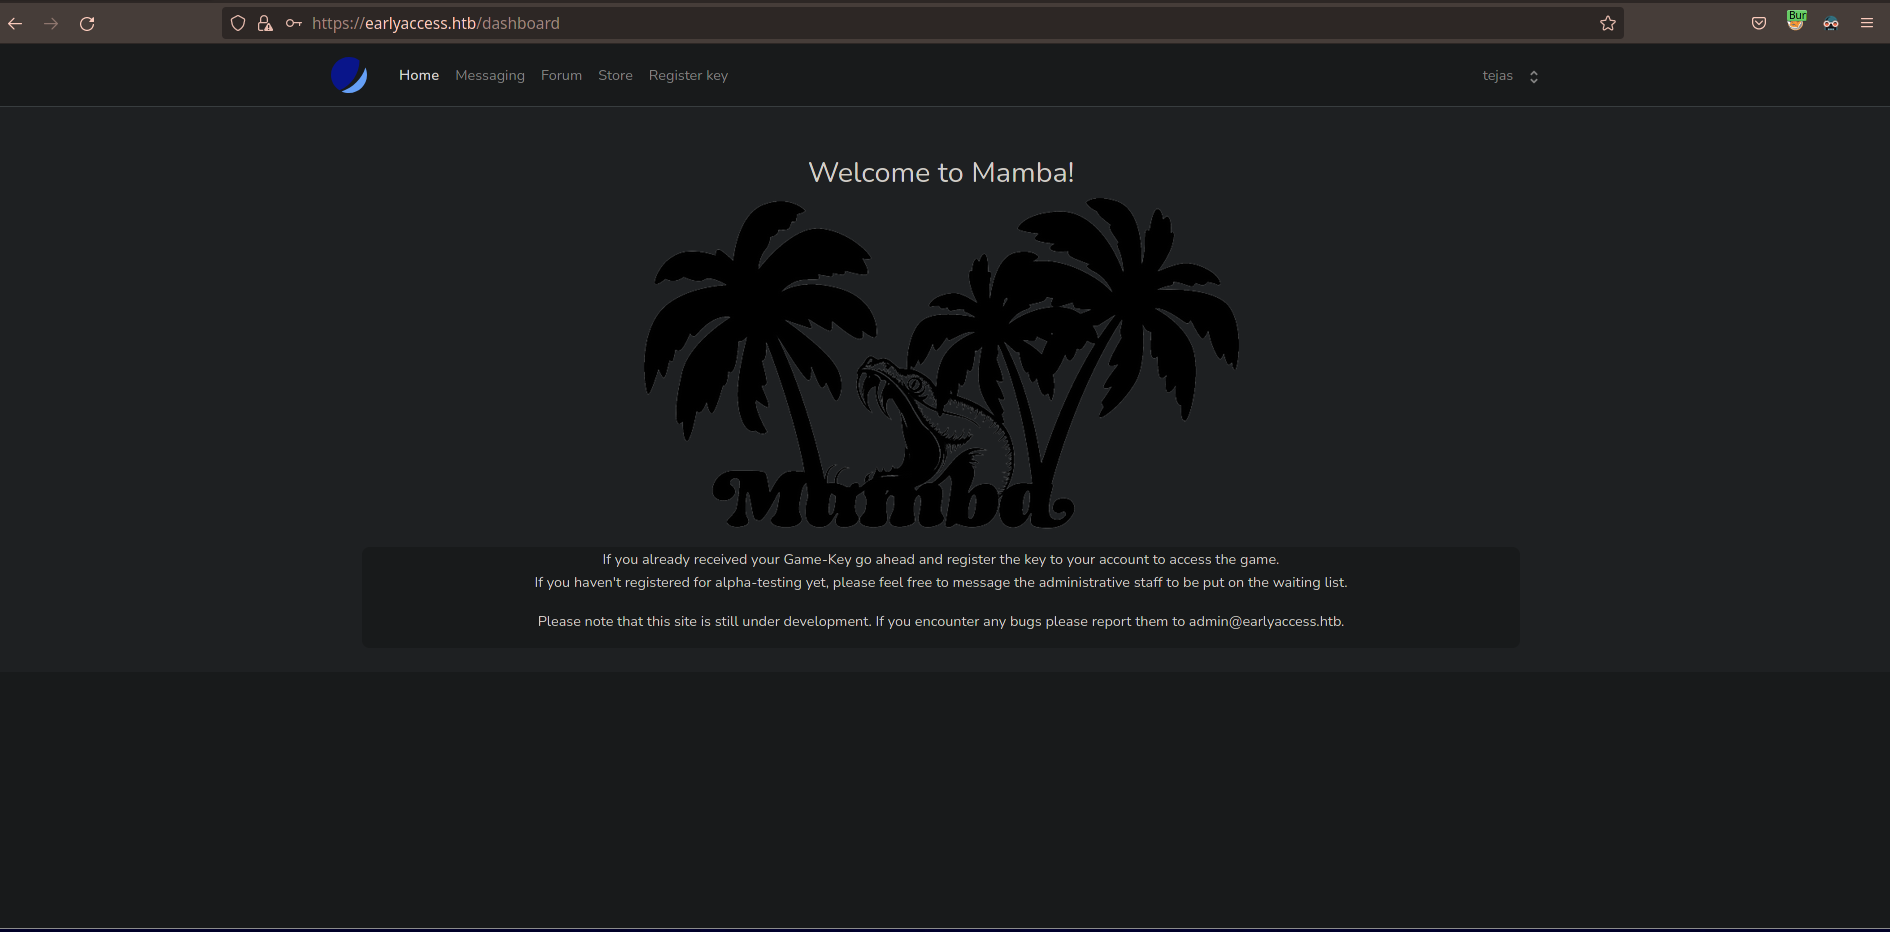 https://earlyaccess.htb/dashboard
Bur
Home Messaging Forum Store Register key tejas
Welcome to Mamba!
Mamba
If you already received your Game-Key go ahead and register the key to your account to access the game.
If you haven't registered for alpha-testing yet, please feel free to message the administrative staff to be put on the waiting list.
Please note that this site is still under development. If you encounter any bugs please report them to admin@earlyaccess.htb.